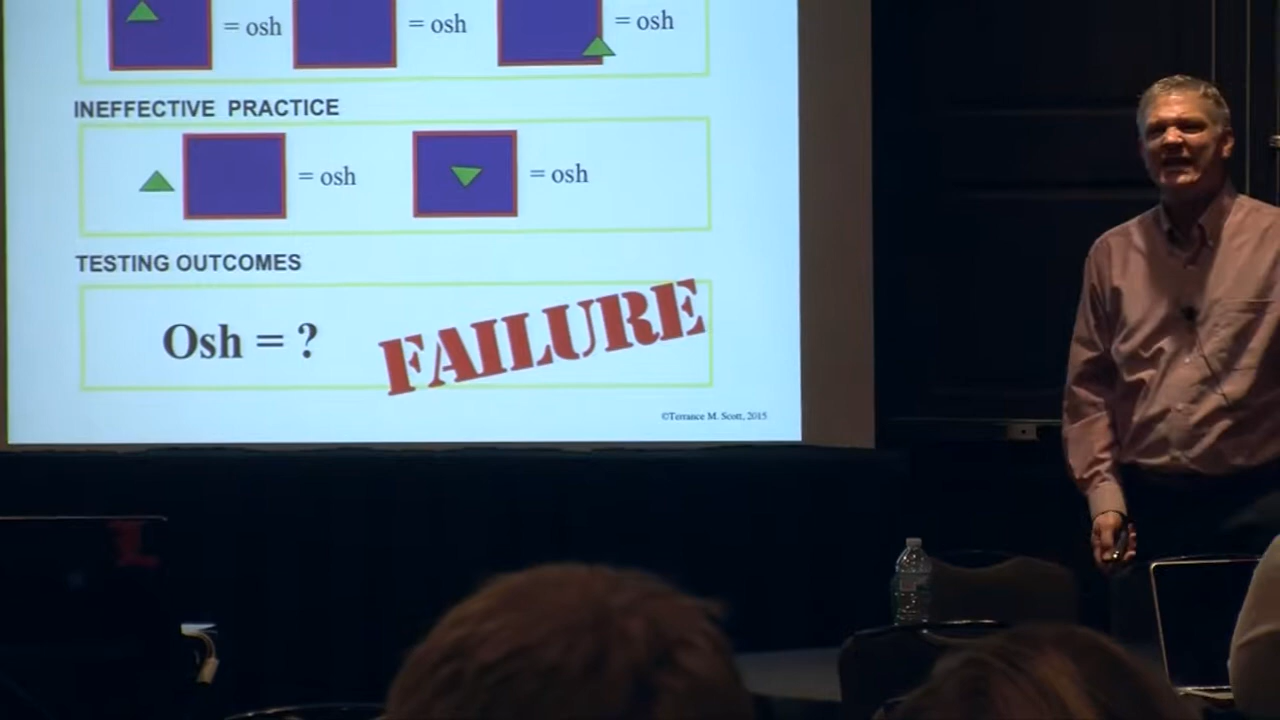 = osh = osh = osh
INEFFECTIVE PRACTICE
= osh = osh
TESTING OUTCOMES
Osh = ? FAILURE
©Terrance M. Scott, 2015